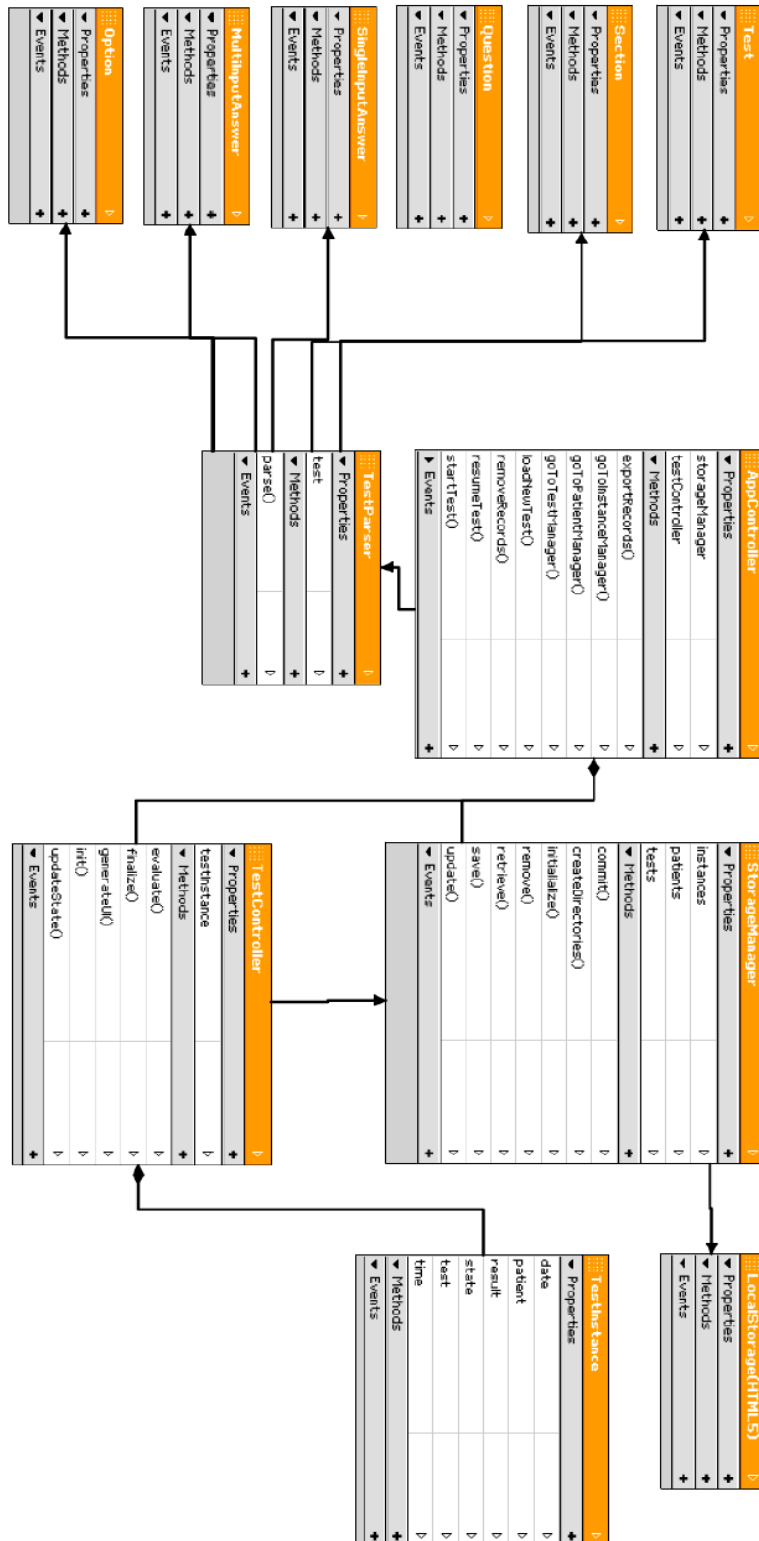 Test
Properties
Methods
Events
Section
Properties
Methods
Events
Question
Properties
Methods
Events
SingleInputAnswer
Properties
Methods
Events
MultiInputAnswer
Properties
Methods
Events
Option
Properties
Methods
Events
AppController
Properties
storageManager
testController
Methods
exportRecords()
goToInstanceManager()
goToPatientManager()
goToTestManager()
loadNewTest()
removeRecords()
resumeTest()
startTest()
Events
TestParser
Properties
test
Methods
parse()
Events
StorageManager
Properties
instances
patients
tests
Methods
commit()
createDirectories()
initialialize()
remove()
retrieve()
save()
update()
Events
TestController
Properties
testInstance
Methods
evaluate()
finalize()
generateUI()
init()
updateState()
Events
LocalStorage(HTML5)
Properties
Methods
Events
TestInstance
Properties
date
patient
result
state
test
time
Methods
Events